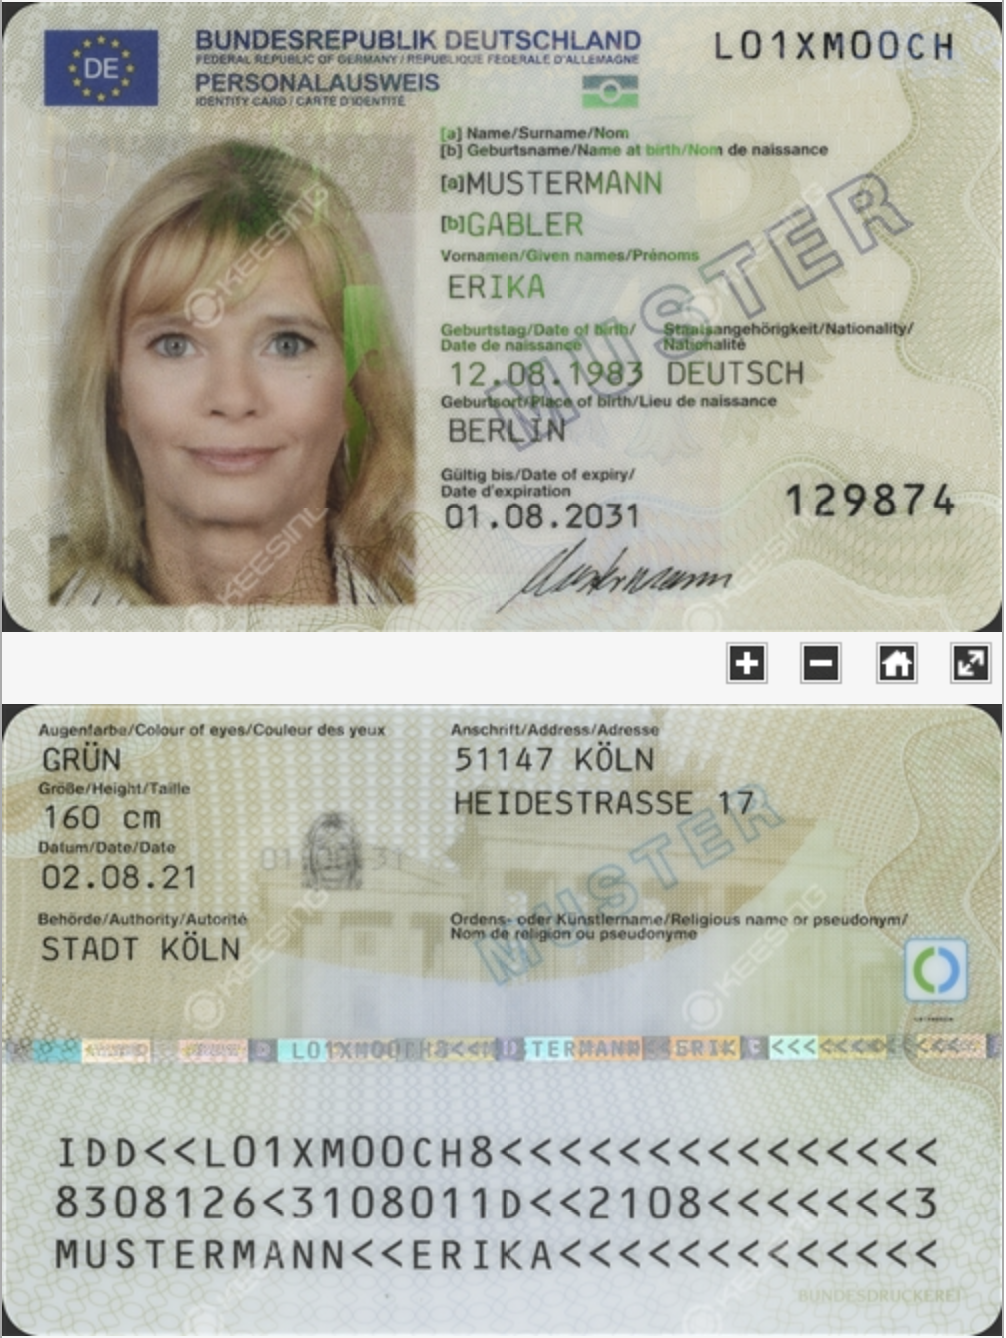 DE
BUNDESREPUBLIK DEUTSCHLAND
FEDERAL REPUBLIC OF GERMANY / REPUBLIQUE FEDERALE D'ALLEMAGNE
PERSONALAUSWEIS
IDENTITY CARD / CARTE D'IDENTITÉ
L01XM00CH
[a] Name/Surname/Nom
[b] Geburtsname/Name at birth/Nom de naissance
[a] MUSTERMANN
[b] GABLER
Vornamen/Given names/Prénoms
ERIKA
Geburtstag/Date of birth/
Date de naissance
Staatsangehörigkeit/Nationality/
Nationalité
12.08.1983 DEUTSCH
Geburtsort/Place of birth/Lieu de naissance
BERLIN
Gültig bis/Date of expiry/
Date d'expiration
01.08.2031
129874
Mustermann
MUSTER
KEESING
KEESING
KEESING
KEESING
Augenfarbe/Colour of eyes/Couleur des yeux
GRÜN
Größe/Height/Taille
160 cm
Datum/Date/Date
02.08.21
Behörde/Authority/Autorité
STADT KÖLN
Anschrift/Address/Adresse
51147 KÖLN
HEIDESTRASSE 17
Ordens- oder Künstlername/Religious name or pseudonym/
Nom de religion ou pseudonyme
MUSTER
KEESING
KEESING
IDD<<L01XM00CH8<<<<<<<<<<<<<<<
8308126<3108011D<<2108<<<<<<<3
MUSTERMANN<<ERIKA<<<<<<<<<<<<<
BUNDESDRUCKEREI